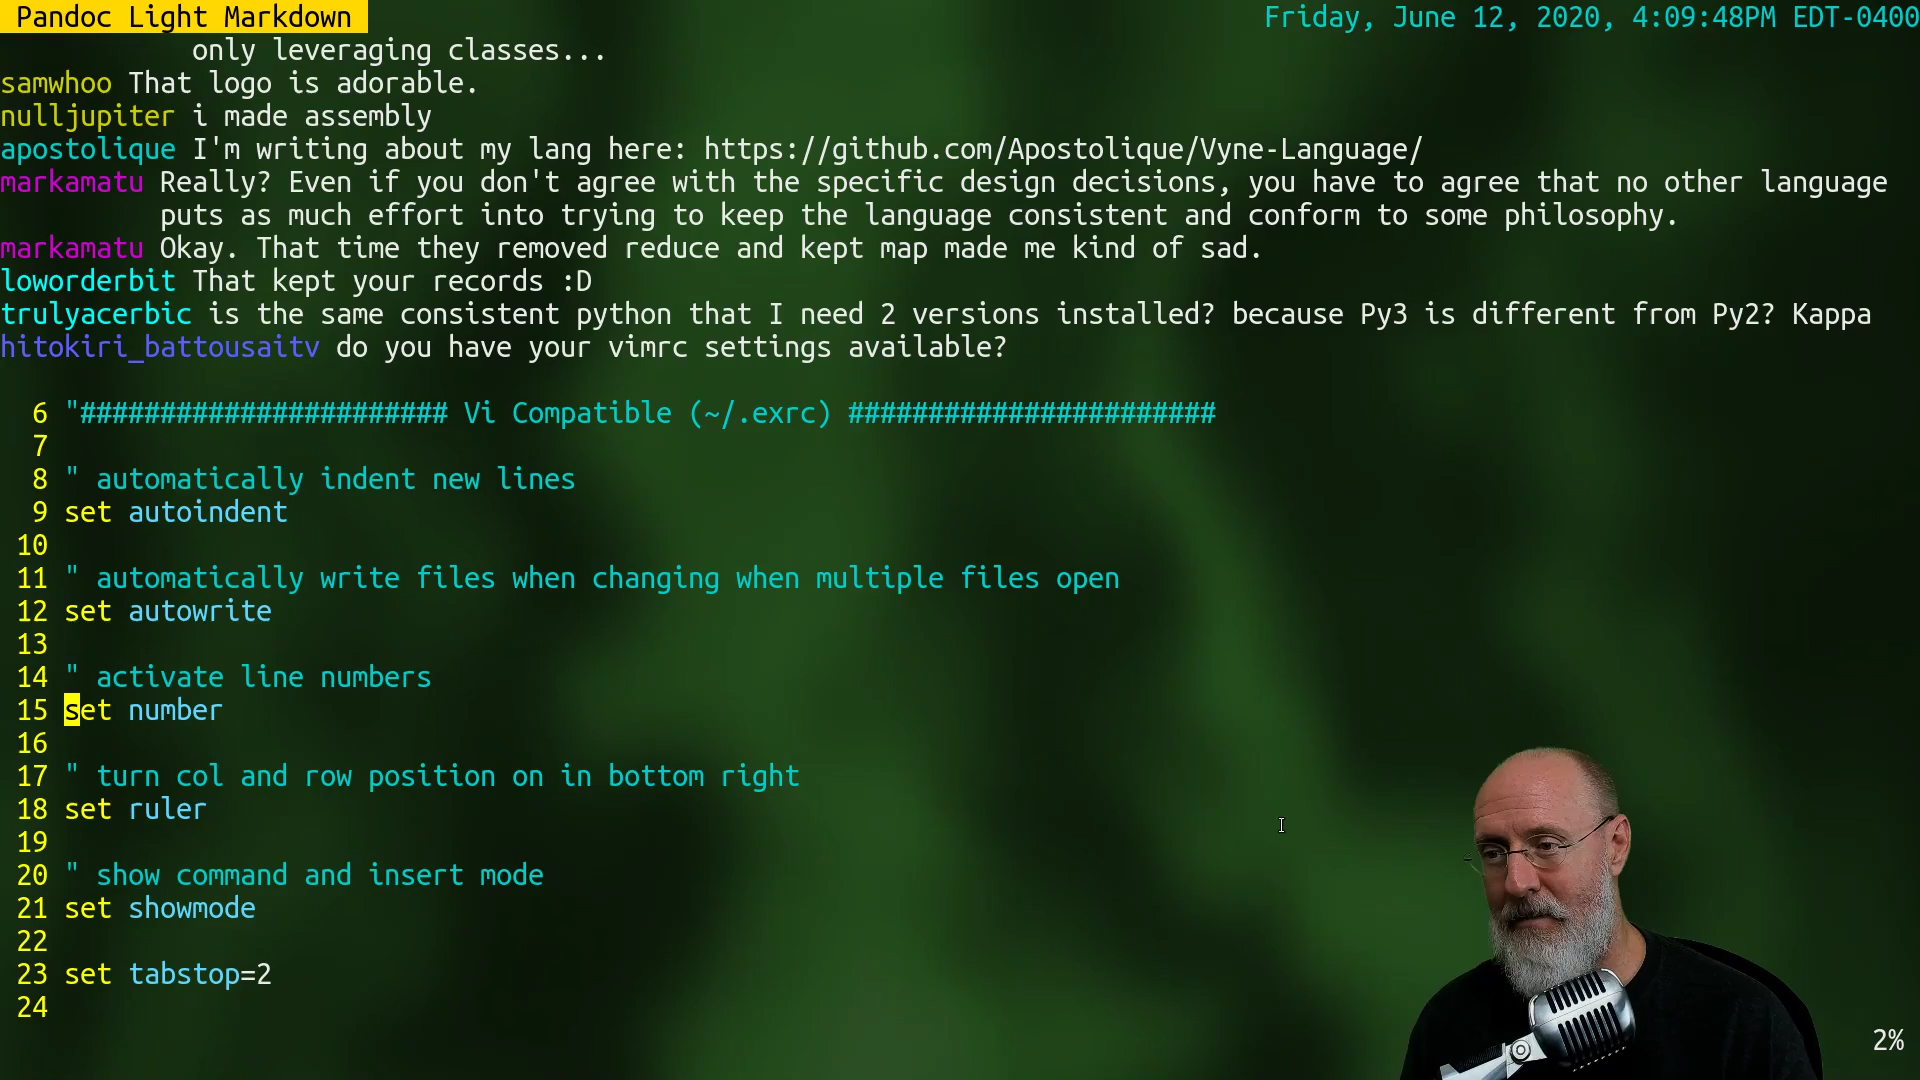 Pandoc Light Markdown
Friday, June 12, 2020, 4:09:48PM EDT-0400
only leveraging classes...
samwhoo That logo is adorable.
nulljupiter i made assembly
apostolique I'm writing about my lang here: https://github.com/Apostolique/Vyne-Language/
markamatu Really? Even if you don't agree with the specific design decisions, you have to agree that no other language
puts as much effort into trying to keep the language consistent and conform to some philosophy.
markamatu Okay. That time they removed reduce and kept map made me kind of sad.
loworderbit That kept your records :D
trulyacerbic is the same consistent python that I need 2 versions installed? because Py3 is different from Py2? Kappa
hitokiri_battousaitv do you have your vimrc settings available?
6 "####################### Vi Compatible (~/.exrc) #######################
7
8 " automatically indent new lines
9 set autoindent
10
11 " automatically write files when changing when multiple files open
12 set autowrite
13
14 " activate line numbers
15 set number
16
17 " turn col and row position on in bottom right
18 set ruler
19
20 " show command and insert mode
21 set showmode
22
23 set tabstop=2
24
2%